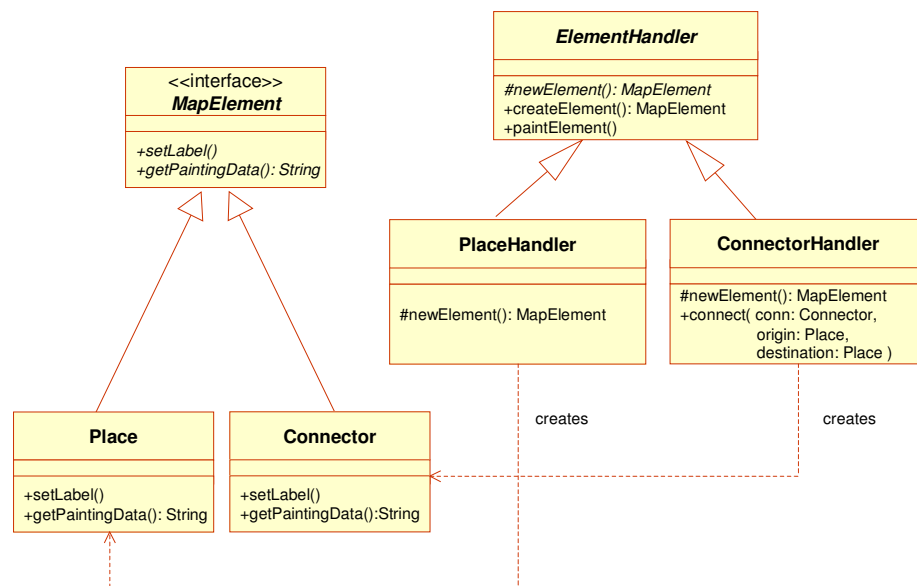 <<interface>>
MapElement
+setLabel()
+getPaintingData(): String
ElementHandler
#newElement(): MapElement
+createElement(): MapElement
+paintElement()
PlaceHandler
#newElement(): MapElement
ConnectorHandler
#newElement(): MapElement
+connect( conn: Connector,
origin: Place,
destination: Place )
Place
+setLabel()
+getPaintingData(): String
Connector
+setLabel()
+getPaintingData():String
creates
creates